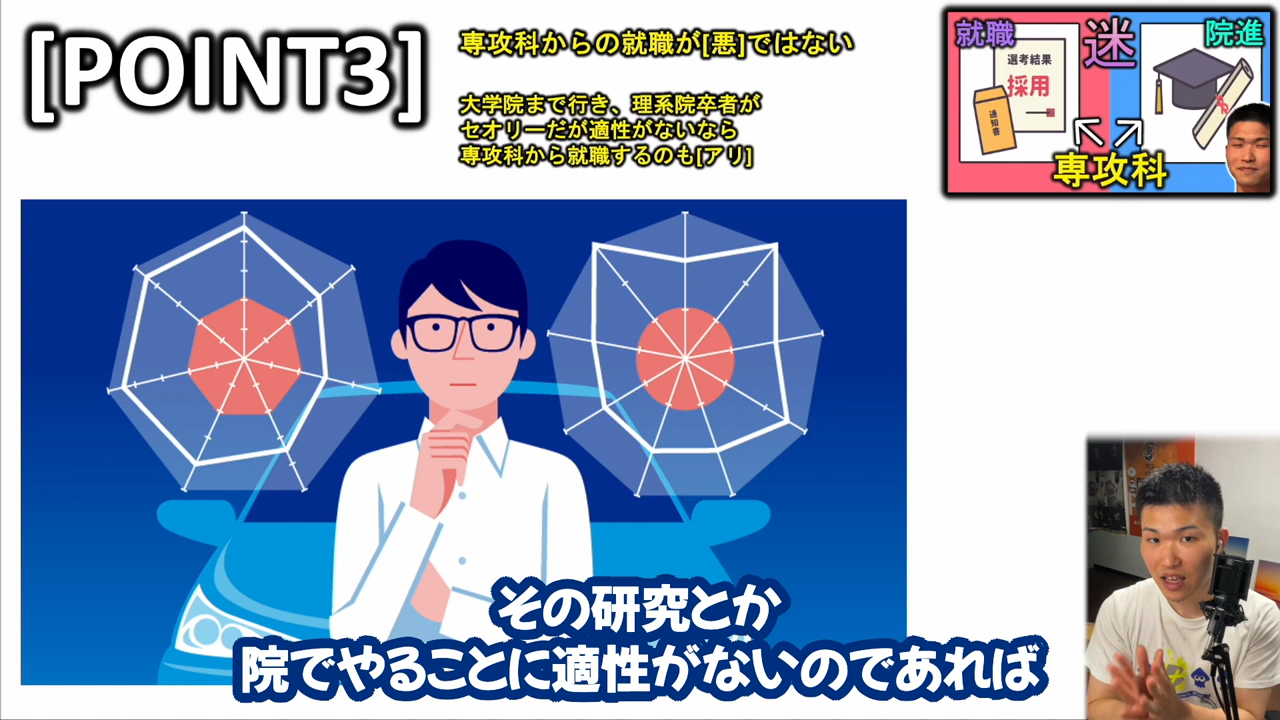 [POINT3]
専攻科からの就職が[悪]ではない
大学院まで行き、理系院卒者が
セオリーだが適性がないなら
専攻科から就職するのも[アリ]
就職
迷
院進
選考結果
採用
通知書
専攻科
その研究とか
院でやることに適性がないのであれば